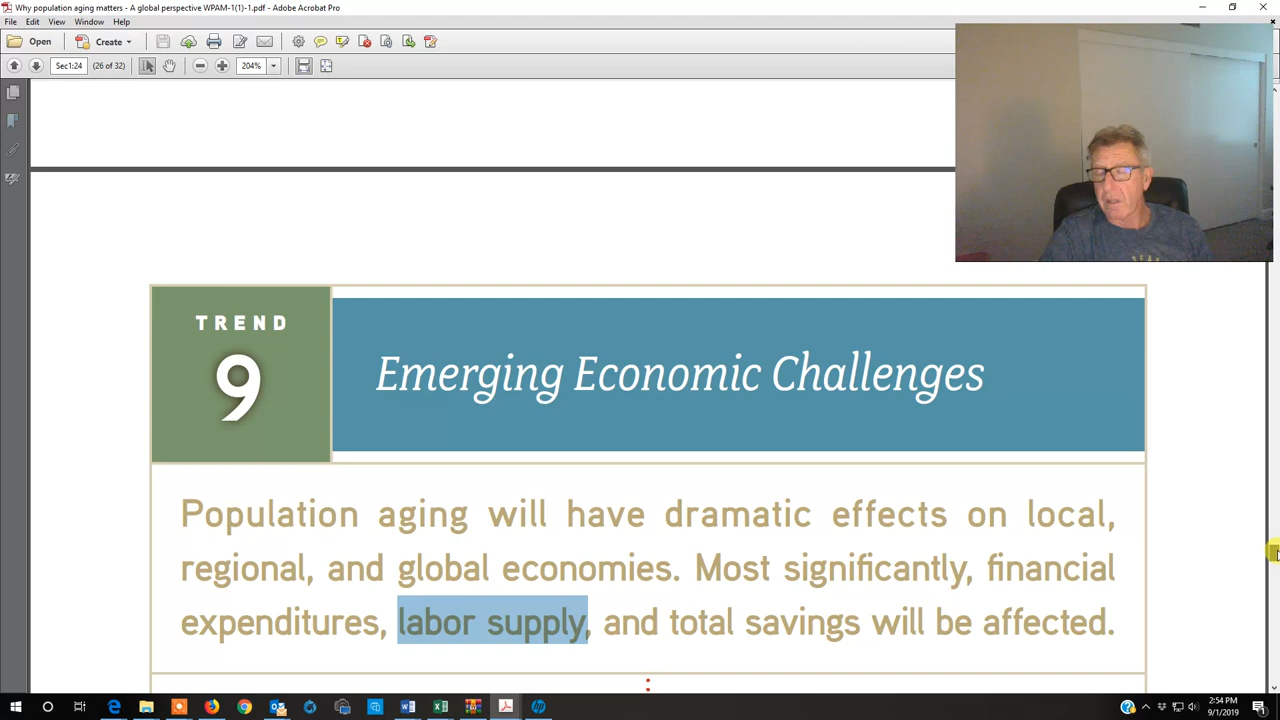 Why population aging matters - A global perspective WPAM-1(1)-1.pdf - Adobe Acrobat Pro
File Edit View Window Help
Open Create
Sec1:24 (26 of 32) 204%
TREND
9
Emerging Economic Challenges
Population aging will have dramatic effects on local,
regional, and global economies. Most significantly, financial
expenditures, labor supply, and total savings will be affected.
2:54 PM
9/1/2019